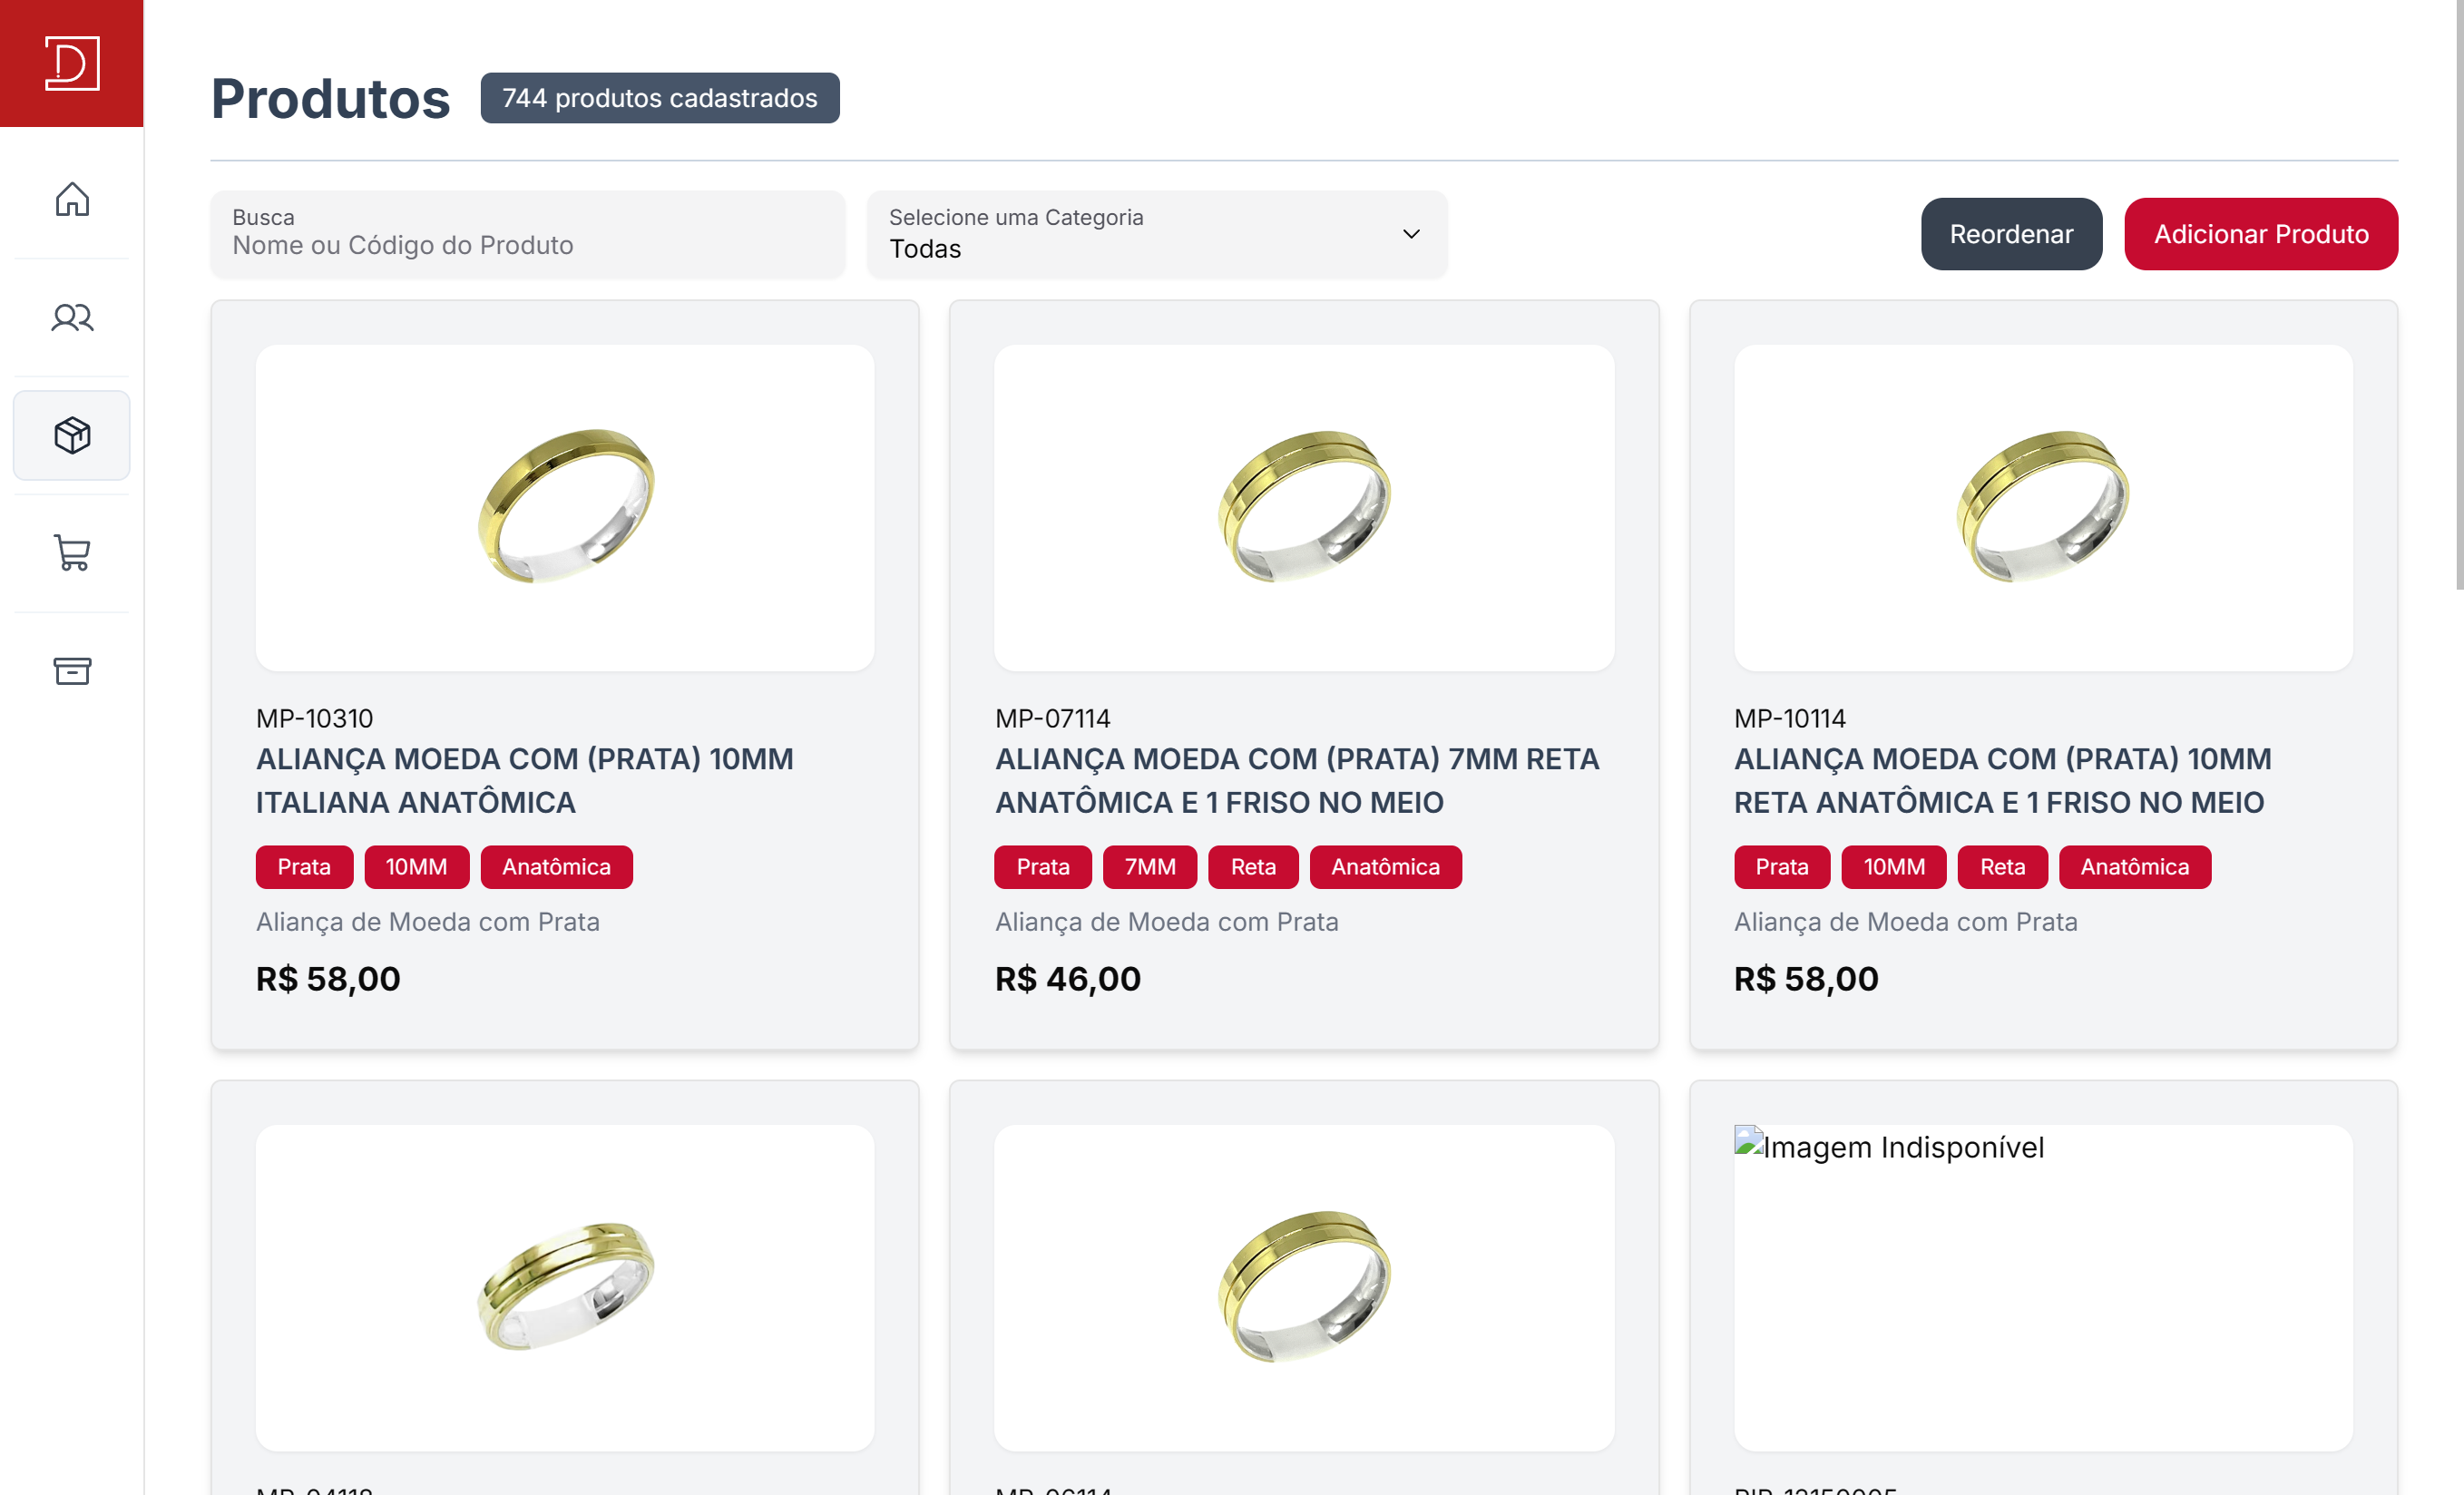 Produtos
744 produtos cadastrados
Busca
Nome ou Código do Produto
Selecione uma Categoria
Todas
Reordenar
Adicionar Produto
MP-10310
ALIANÇA MOEDA COM (PRATA) 10MM
ITALIANA ANATÔMICA
Prata 10MM Anatômica
Aliança de Moeda com Prata
R$ 58,00
MP-07114
ALIANÇA MOEDA COM (PRATA) 7MM RETA
ANATÔMICA E 1 FRISO NO MEIO
Prata 7MM Reta Anatômica
Aliança de Moeda com Prata
R$ 46,00
MP-10114
ALIANÇA MOEDA COM (PRATA) 10MM
RETA ANATÔMICA E 1 FRISO NO MEIO
Prata 10MM Reta Anatômica
Aliança de Moeda com Prata
R$ 58,00
Imagem Indisponível
MP-06114